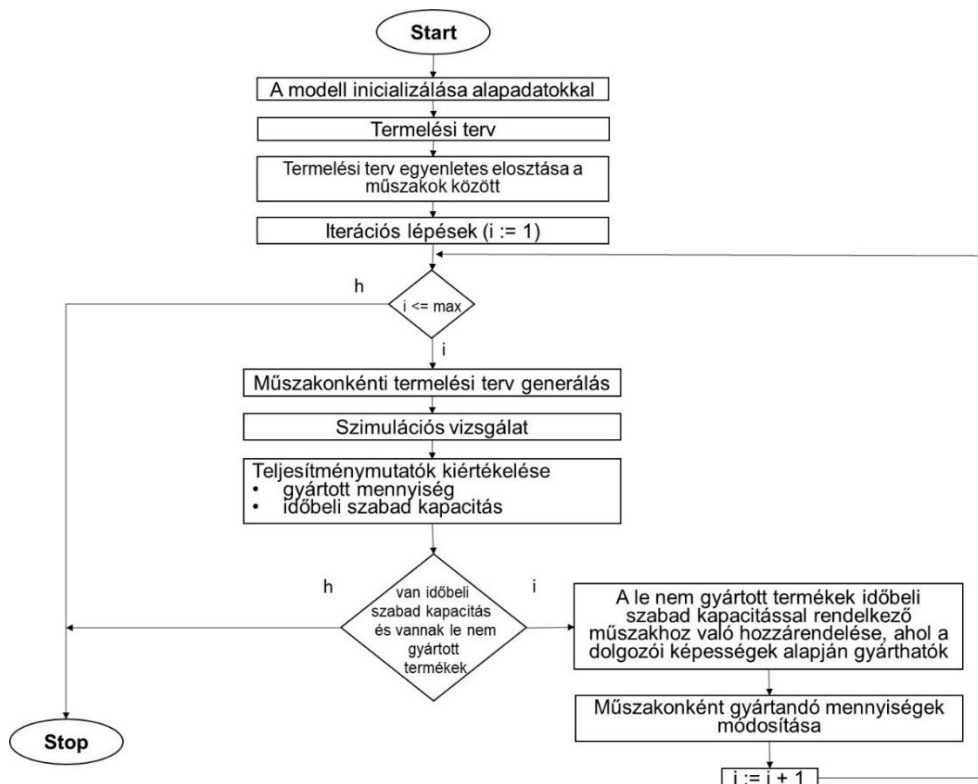 Start
A modell inicializálása alapadatokkal
Termelési terv
Termelési terv egyenletes elosztása a
műszakok között
Iterációs lépések (i := 1)
h
i <= max
i
Műszakonkénti termelési terv generálás
Szimulációs vizsgálat
Teljesítménymutatók kiértékelése
• gyártott mennyiség
• időbeli szabad kapacitás
h
van időbeli
szabad kapacitás
és vannak le nem
gyártott
termékek
i
A le nem gyártott termékek időbeli
szabad kapacitással rendelkező
műszakhoz való hozzárendelése, ahol a
dolgozói képességek alapján gyárthatók
Műszakonként gyártandó mennyiségek
módosítása
i := i + 1
Stop